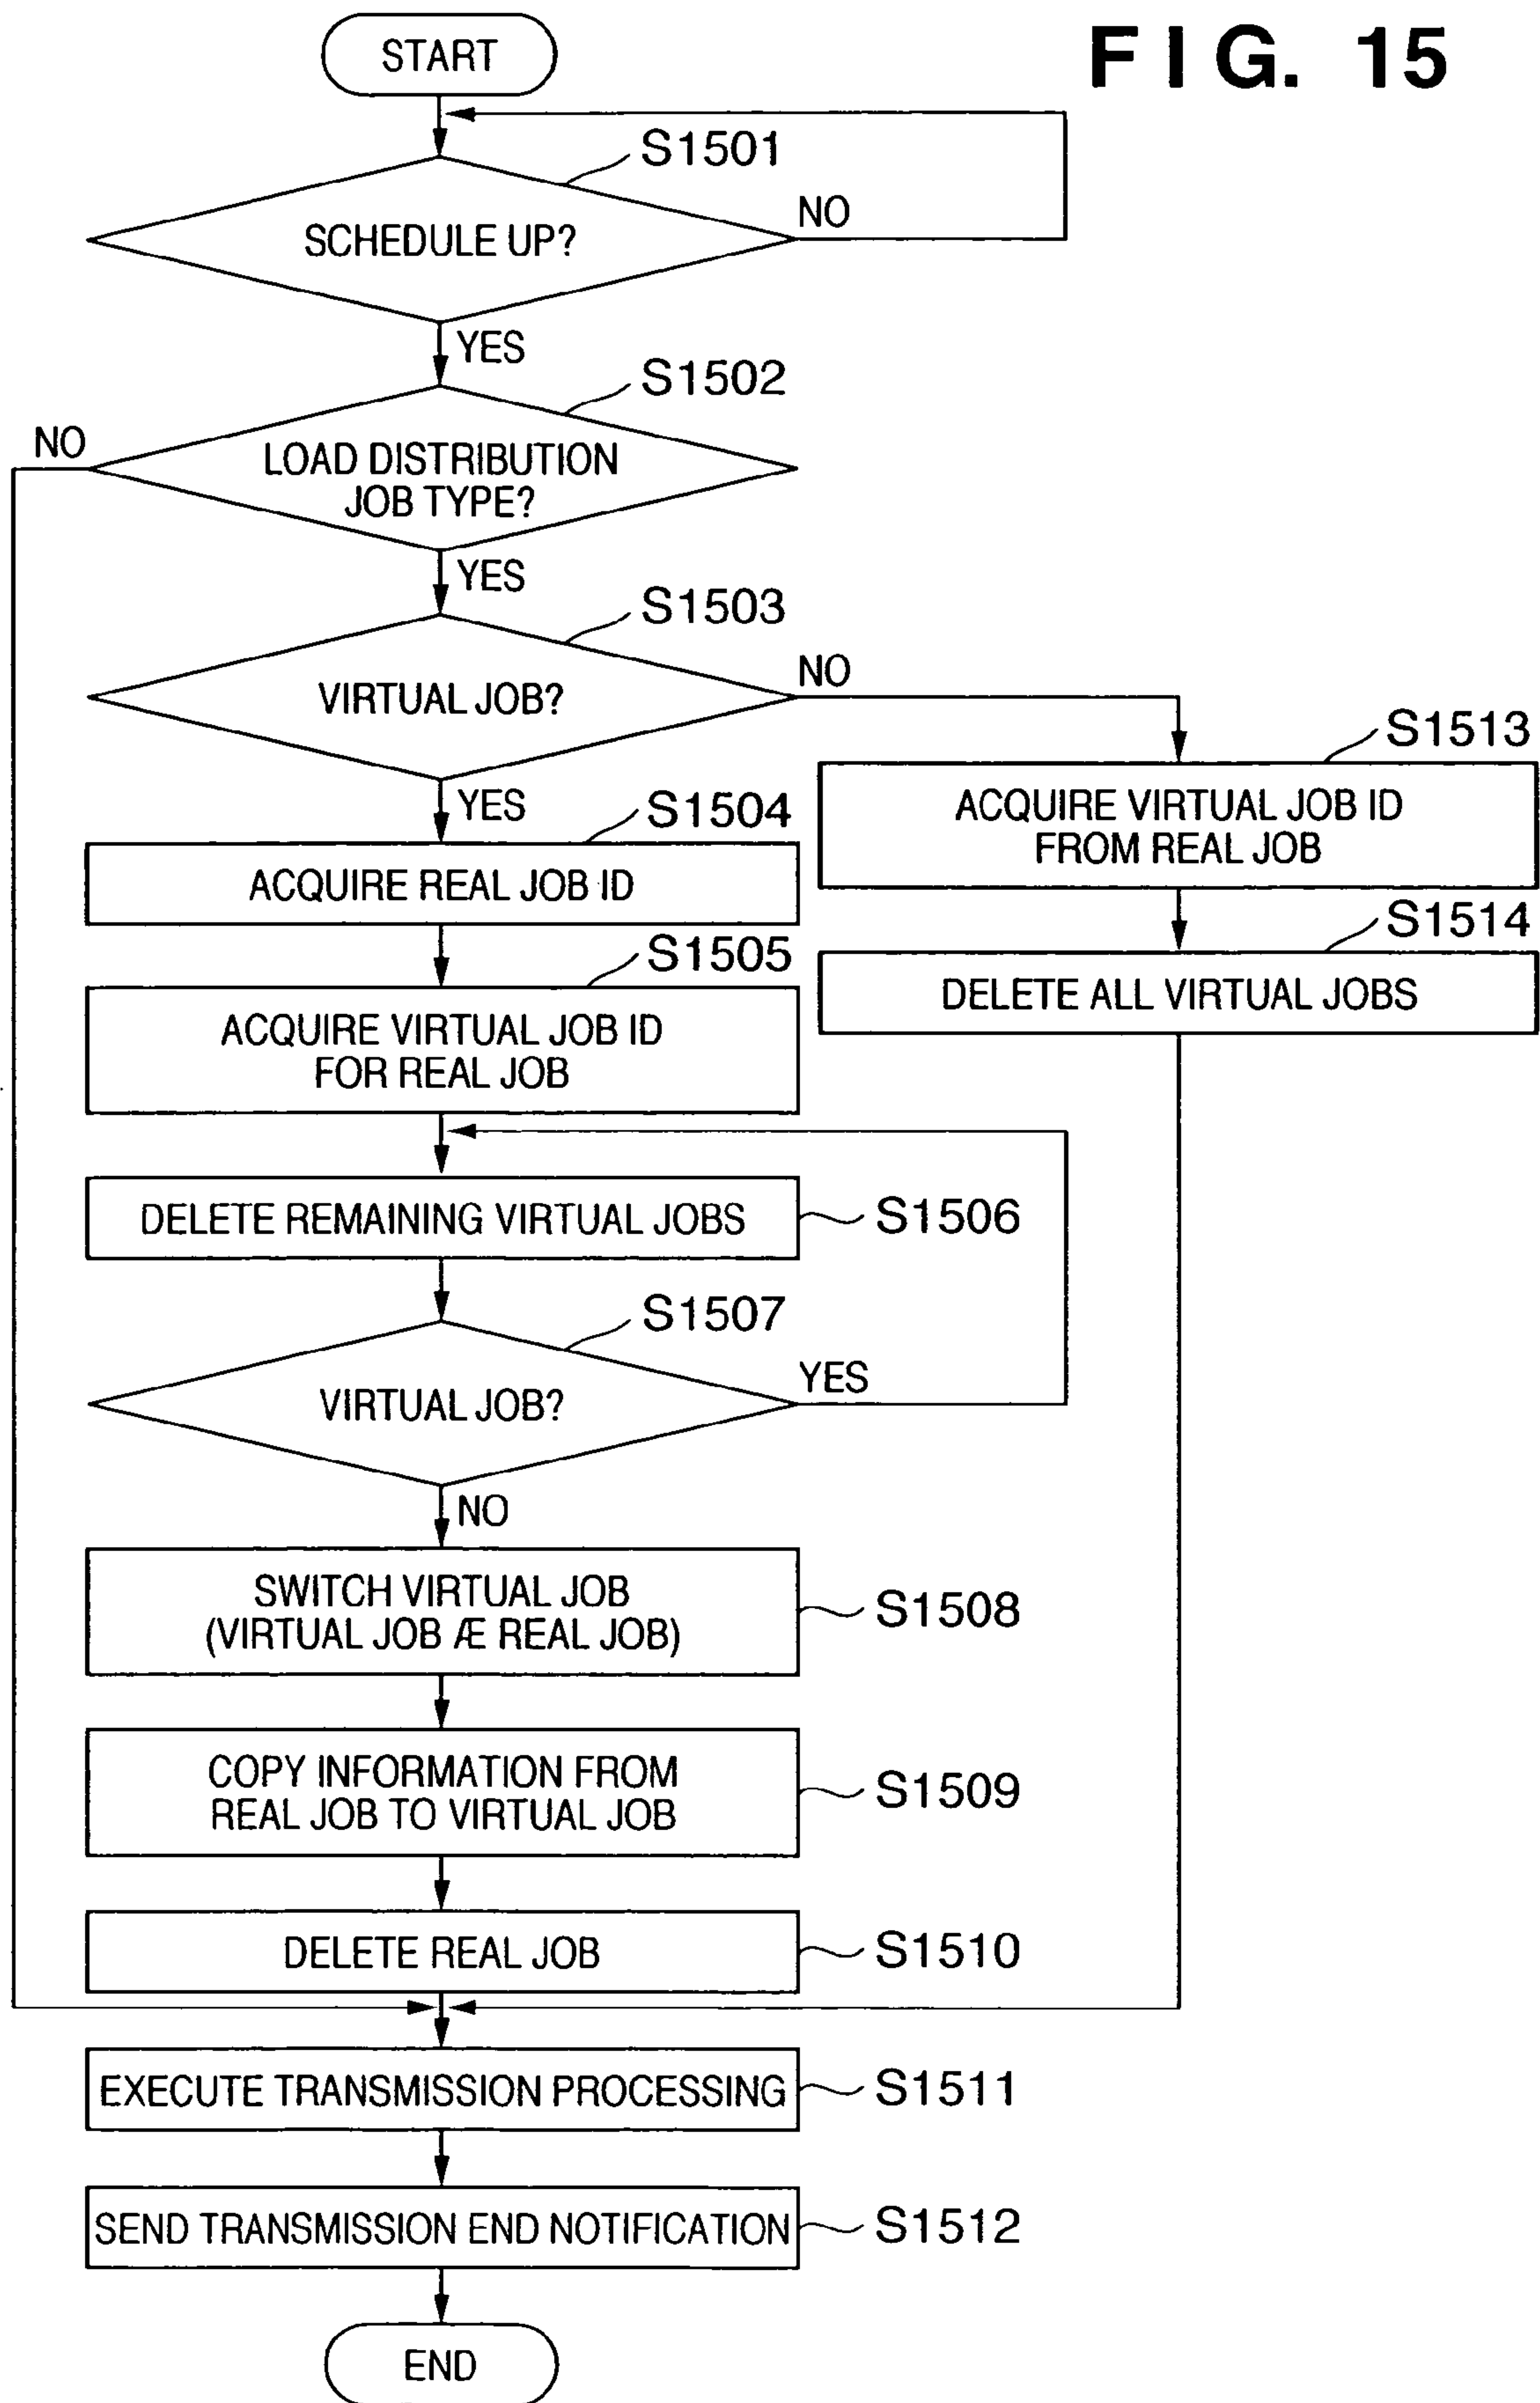 FIG. 15
START
S1501
SCHEDULE UP?
NO
YES
S1502
NO
LOAD DISTRIBUTION
JOB TYPE?
YES
S1503
VIRTUAL JOB?
NO
YES
S1513
ACQUIRE VIRTUAL JOB ID
FROM REAL JOB
S1504
ACQUIRE REAL JOB ID
S1514
DELETE ALL VIRTUAL JOBS
S1505
ACQUIRE VIRTUAL JOB ID
FOR REAL JOB
DELETE REMAINING VIRTUAL JOBS
S1506
S1507
VIRTUAL JOB?
YES
NO
SWITCH VIRTUAL JOB
(VIRTUAL JOB Æ REAL JOB)
S1508
COPY INFORMATION FROM
REAL JOB TO VIRTUAL JOB
S1509
DELETE REAL JOB
S1510
EXECUTE TRANSMISSION PROCESSING
S1511
SEND TRANSMISSION END NOTIFICATION
S1512
END